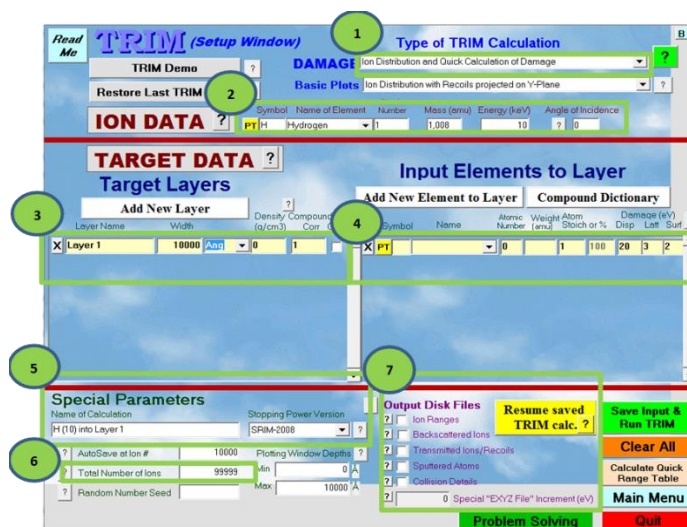 Read Me
TRIM (Setup Window)
Type of TRIM Calculation
B
1
TRIM Demo
?
DAMAGE
Ion Distribution and Quick Calculation of Damage
?
Restore Last TRIM
Basic Plots
Ion Distribution with Recoils projected on Y-Plane
?
2
ION DATA ?
Symbol Name of Element Number Mass (amu) Energy (keV) Angle of Incidence
PT H Hydrogen 1 1,008 10 ? 0
TARGET DATA ?
Target Layers
Input Elements to Layer
Add New Layer
?
Add New Element to Layer
Compound Dictionary
3
4
Layer Name Width Density (g/cm3) Compound Corr
Symbol Name Atomic Number Weight (amu) Atom Stoich or % Damage (eV) Disp Latt Surf
X Layer 1 10000 Ang 0 1
X PT 0 1 100 20 3 2
5
7
Special Parameters
Name of Calculation
Stopping Power Version
H (10) into Layer 1
SRIM-2008
?
6
? AutoSave at Ion # 10000
Plotting Window Depths ?
? Total Number of Ions 99999
Min 0 Å
? Random Number Seed
Max 10000 Å
Output Disk Files
? Ion Ranges
? Backscattered Ions
? Transmitted Ions/Recoils
? Sputtered Atoms
? Collision Details
? 0 Special "EXYZ File" Increment (eV)
Resume saved TRIM calc. ?
Save Input & Run TRIM
Clear All
Calculate Quick Range Table
Main Menu
Problem Solving
Quit